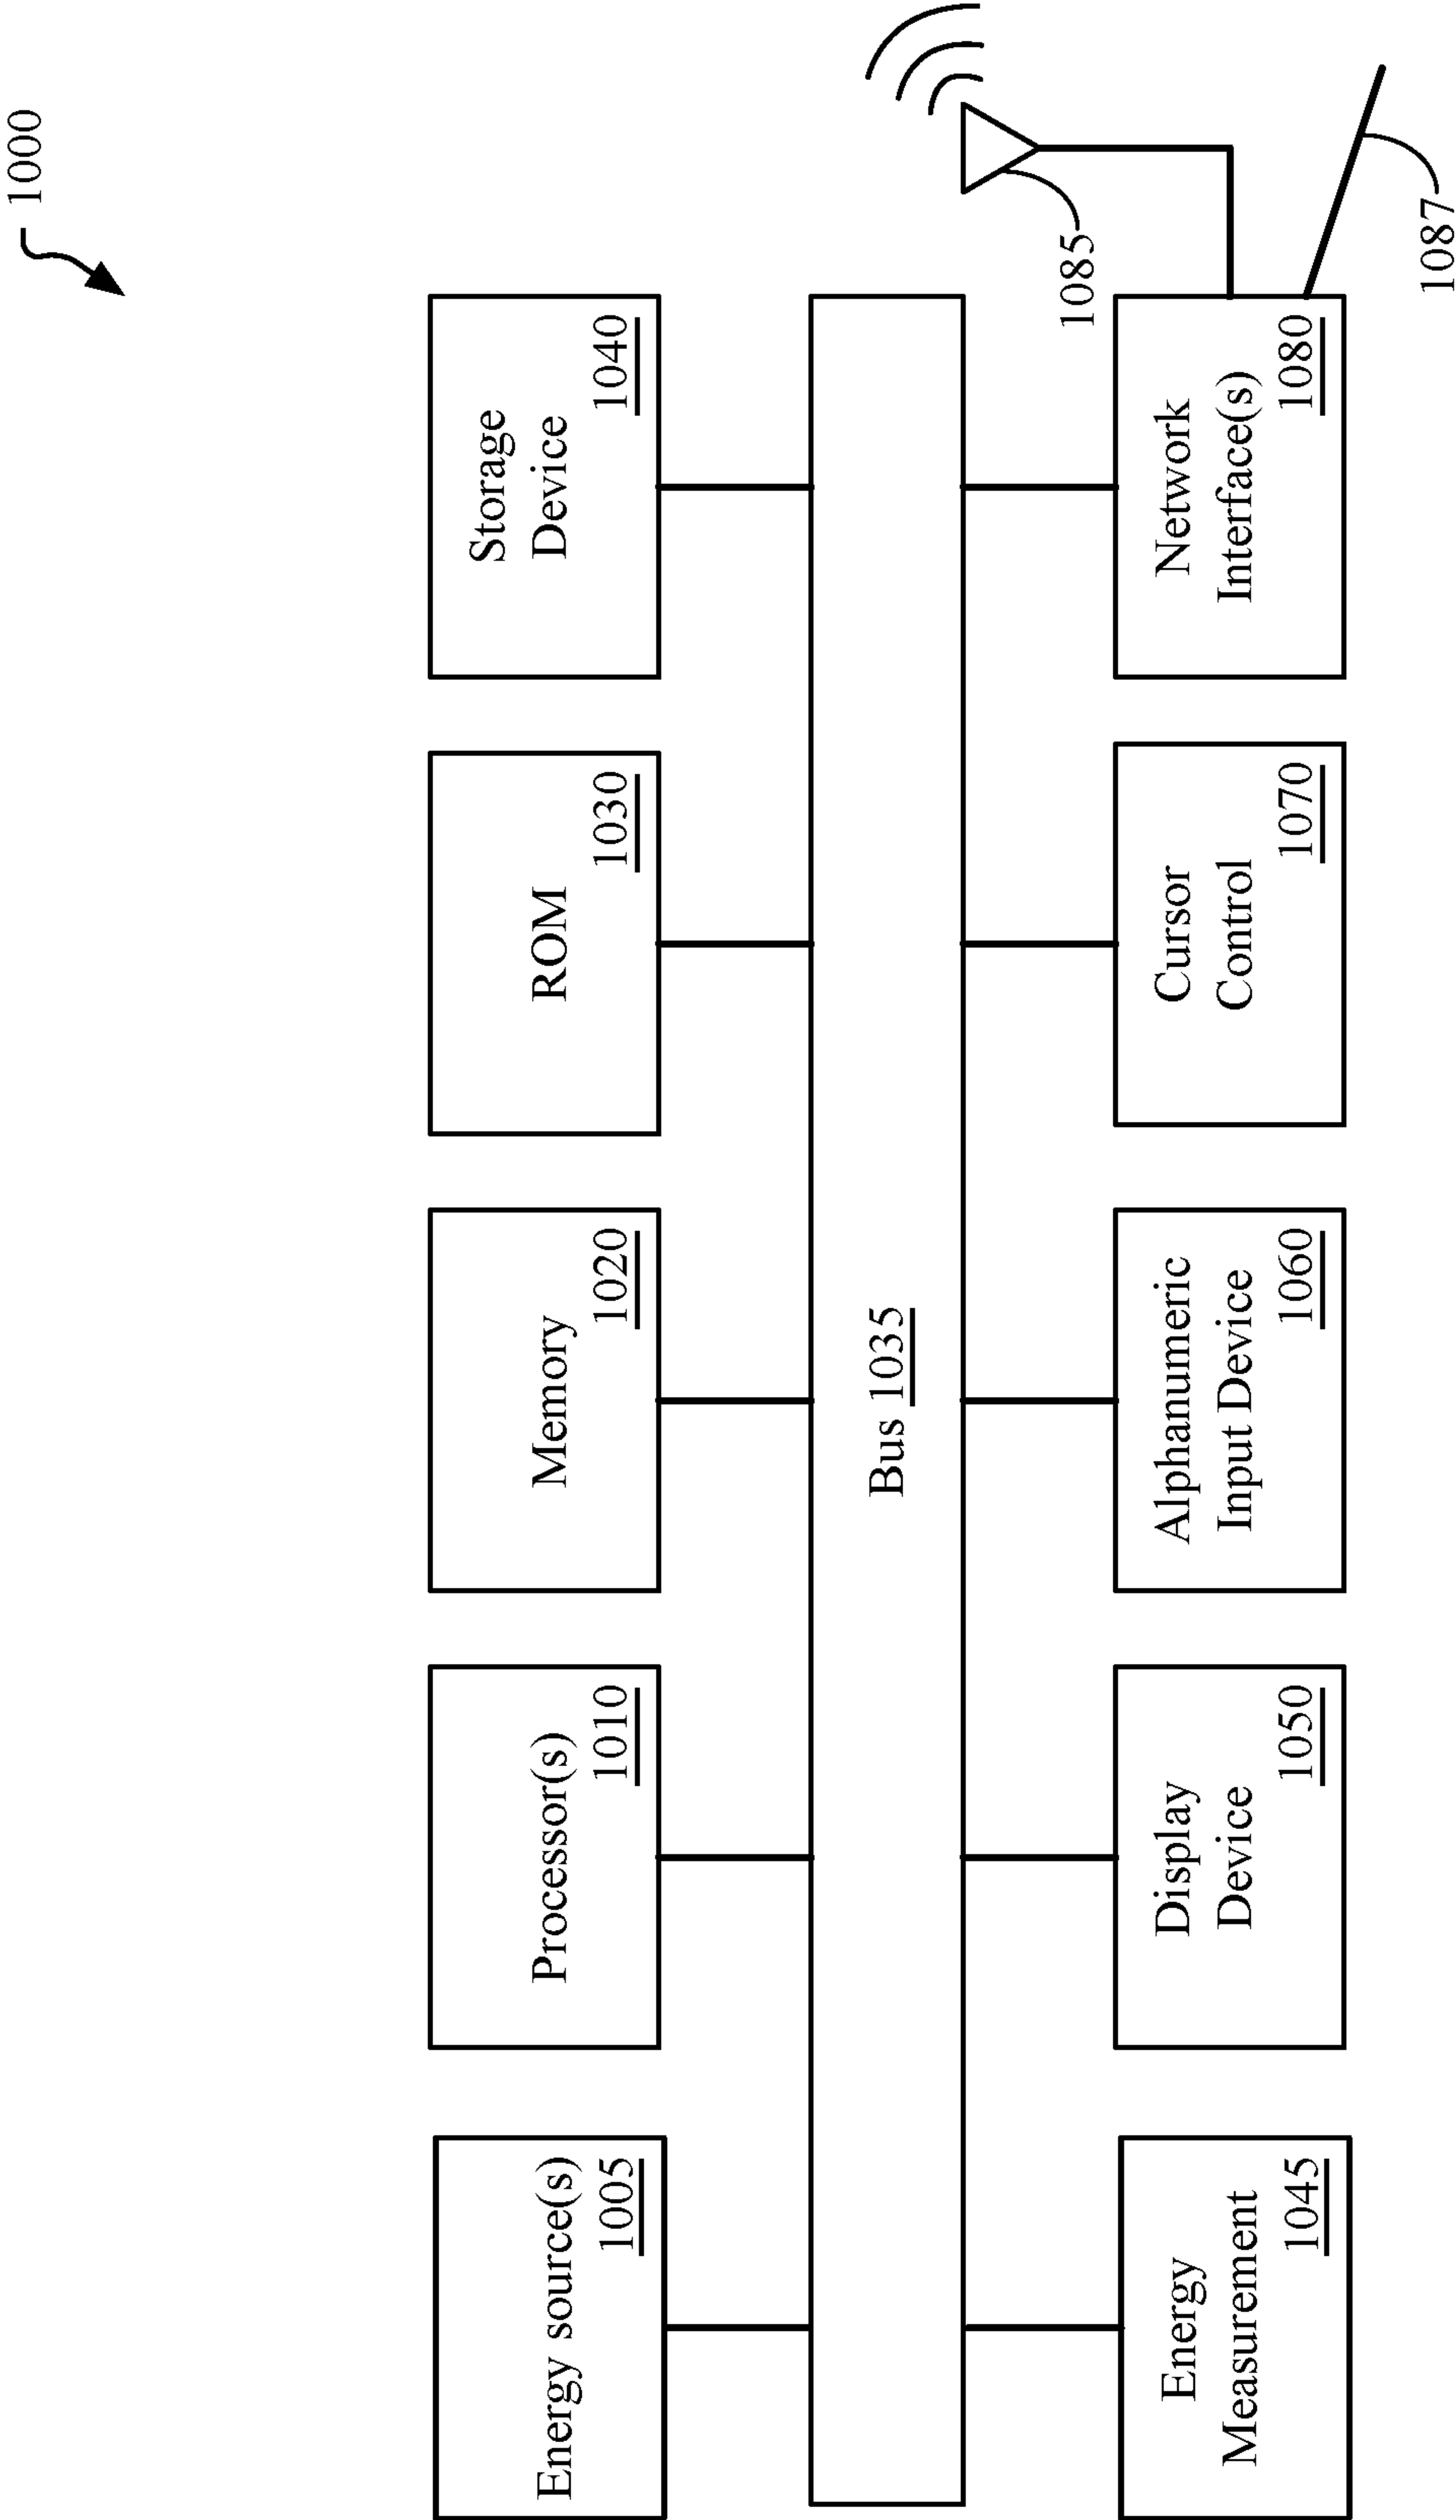 1000
Energy source(s)
1005
Processor(s)
1010
Memory
1020
ROM
1030
Storage
Device
1040
Bus 1035
1085
Energy
Measurement
1045
Display
Device
1050
Alphanumeric
Input Device
1060
Cursor
Control
1070
Network
Interface(s)
1080
1087